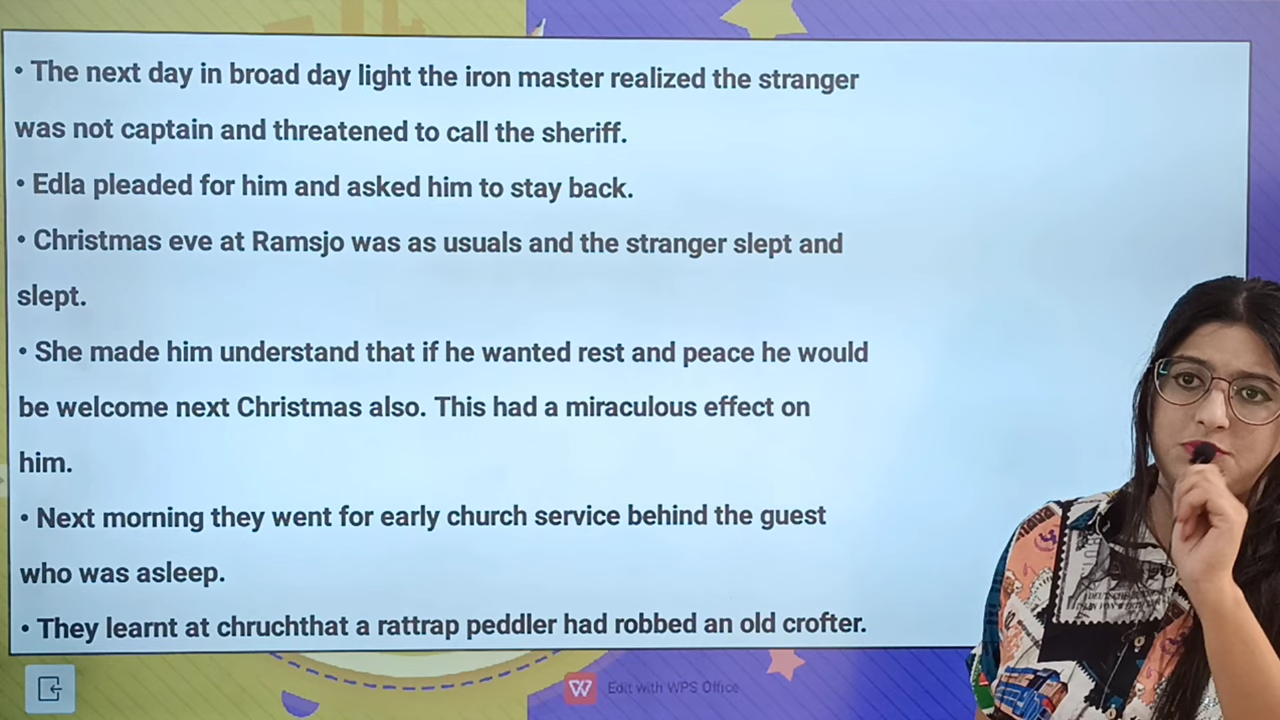 • The next day in broad day light the iron master realized the stranger
was not captain and threatened to call the sheriff.
• Edla pleaded for him and asked him to stay back.
• Christmas eve at Ramsjo was as usuals and the stranger slept and
slept.
• She made him understand that if he wanted rest and peace he would
be welcome next Christmas also. This had a miraculous effect on
him.
• Next morning they went for early church service behind the guest
who was asleep.
• They learnt at chruchthat a rattrap peddler had robbed an old crofter.
Edit with WPS Office